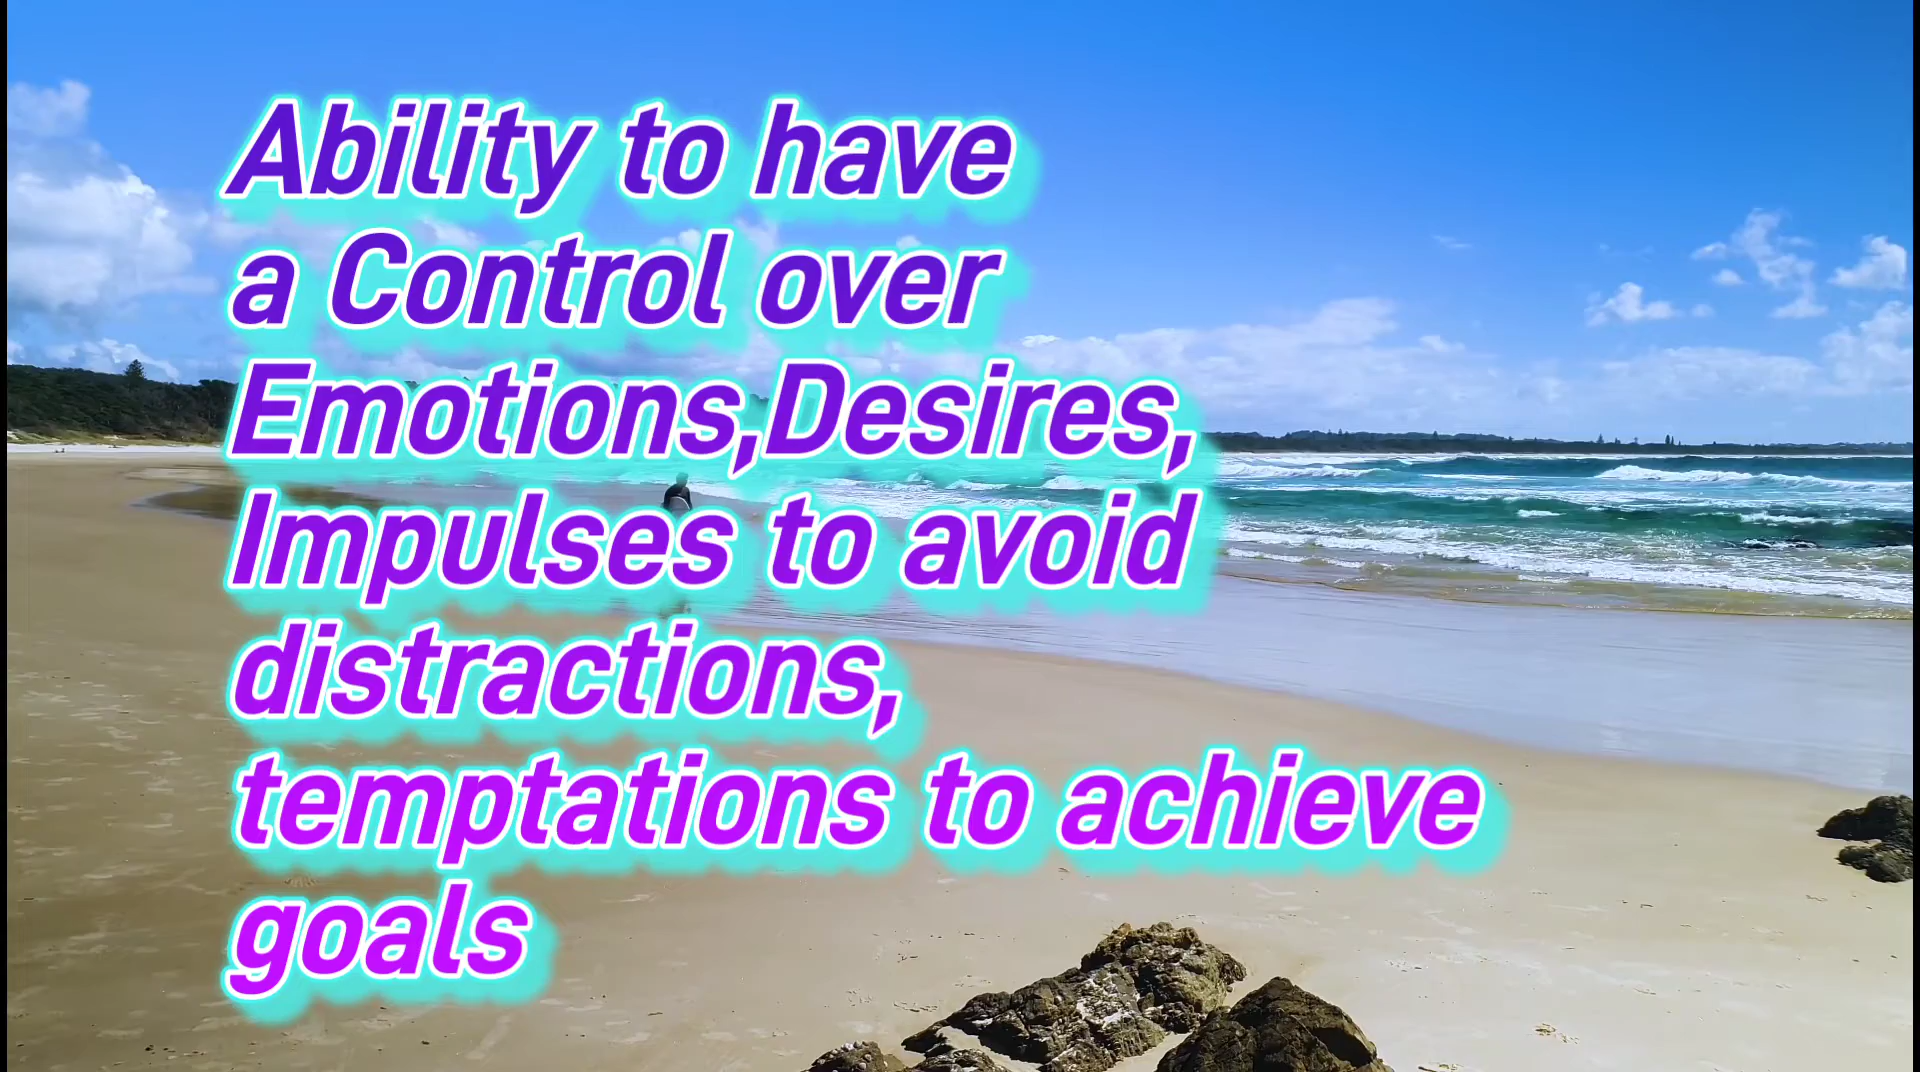 Ability to have
a Control over
Emotions,Desires,
Impulses to avoid
distractions,
temptations to achieve
goals